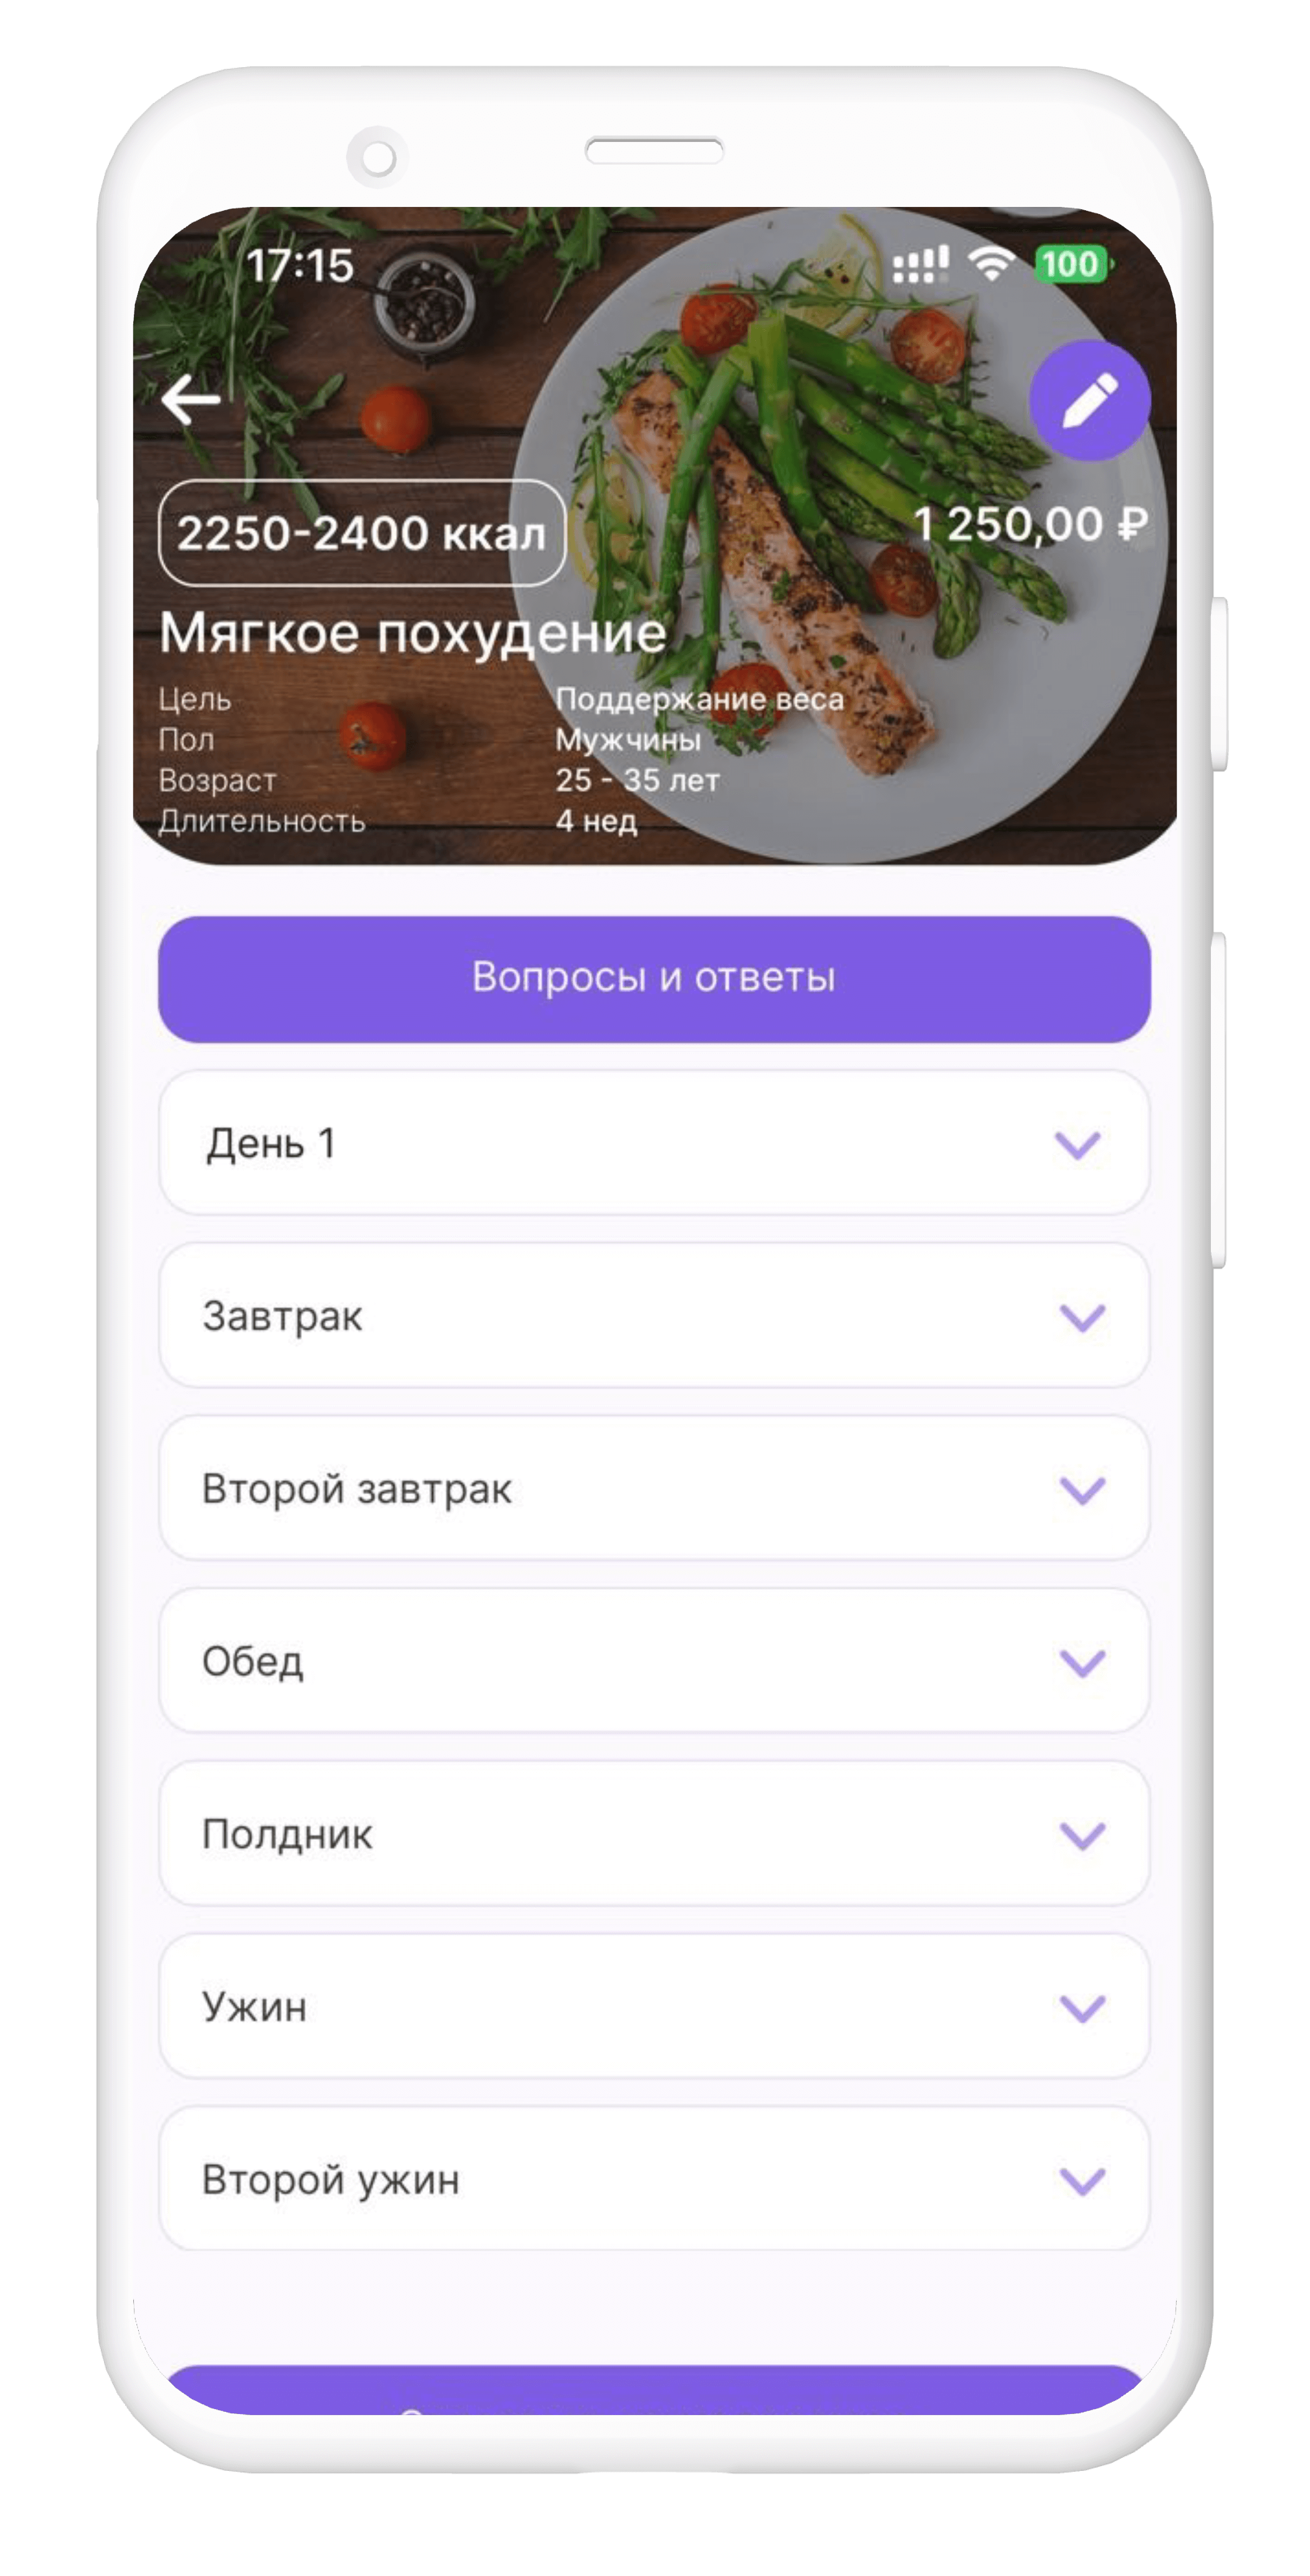 17:15
100
2250-2400 ккал
1 250,00 ₽
Мягкое похудение
Цель Поддержание веса
Пол Мужчины
Возраст 25 - 35 лет
Длительность 4 нед
Вопросы и ответы
День 1
Завтрак
Второй завтрак
Обед
Полдник
Ужин
Второй ужин